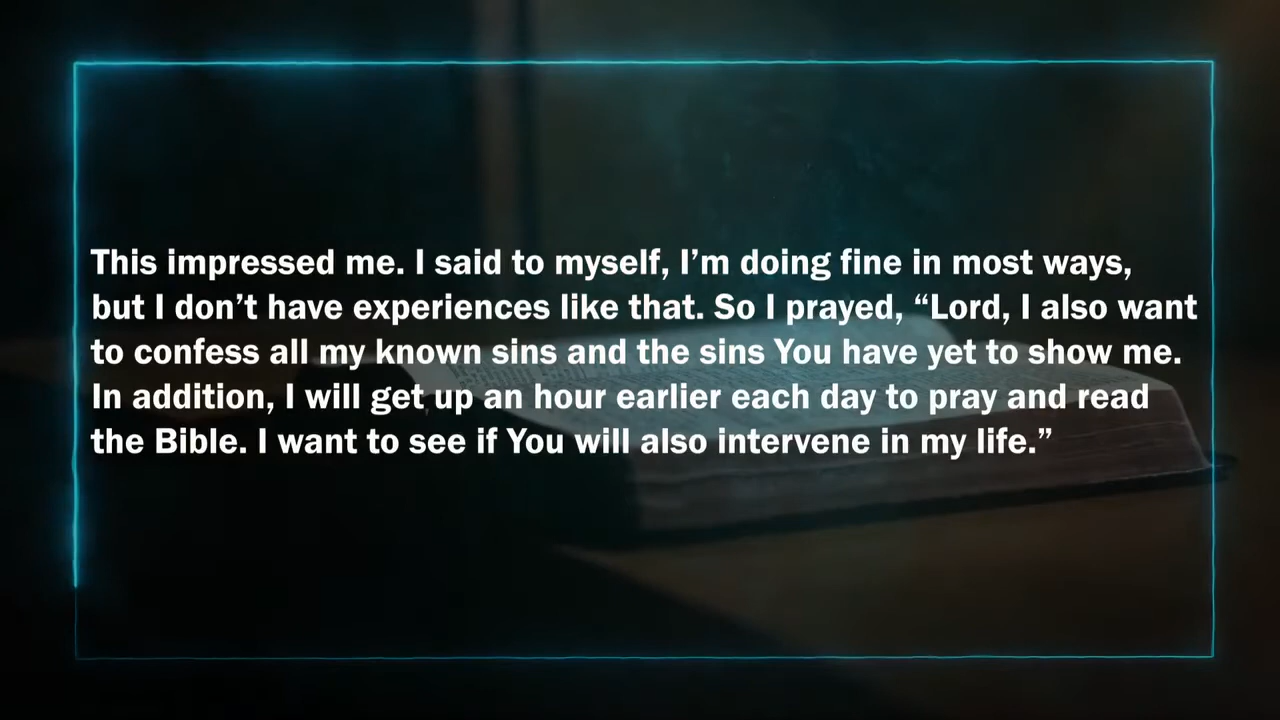 This impressed me. I said to myself, I’m doing fine in most ways,
but I don’t have experiences like that. So I prayed, “Lord, I also want
to confess all my known sins and the sins You have yet to show me.
In addition, I will get up an hour earlier each day to pray and read
the Bible. I want to see if You will also intervene in my life.”